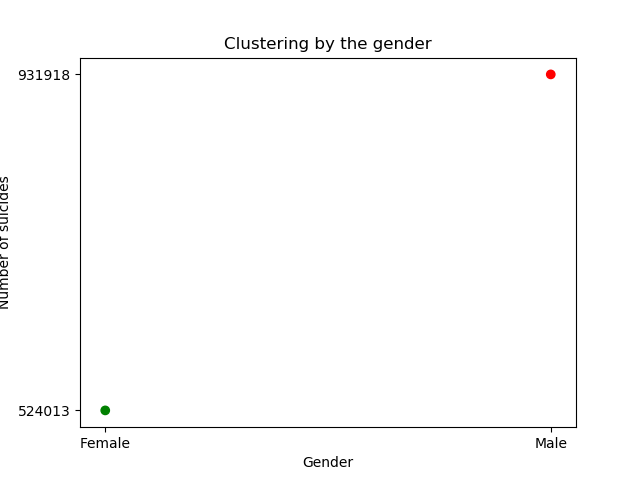 Clustering by the gender
Number of suicides
931918
524013
Female
Male
Gender